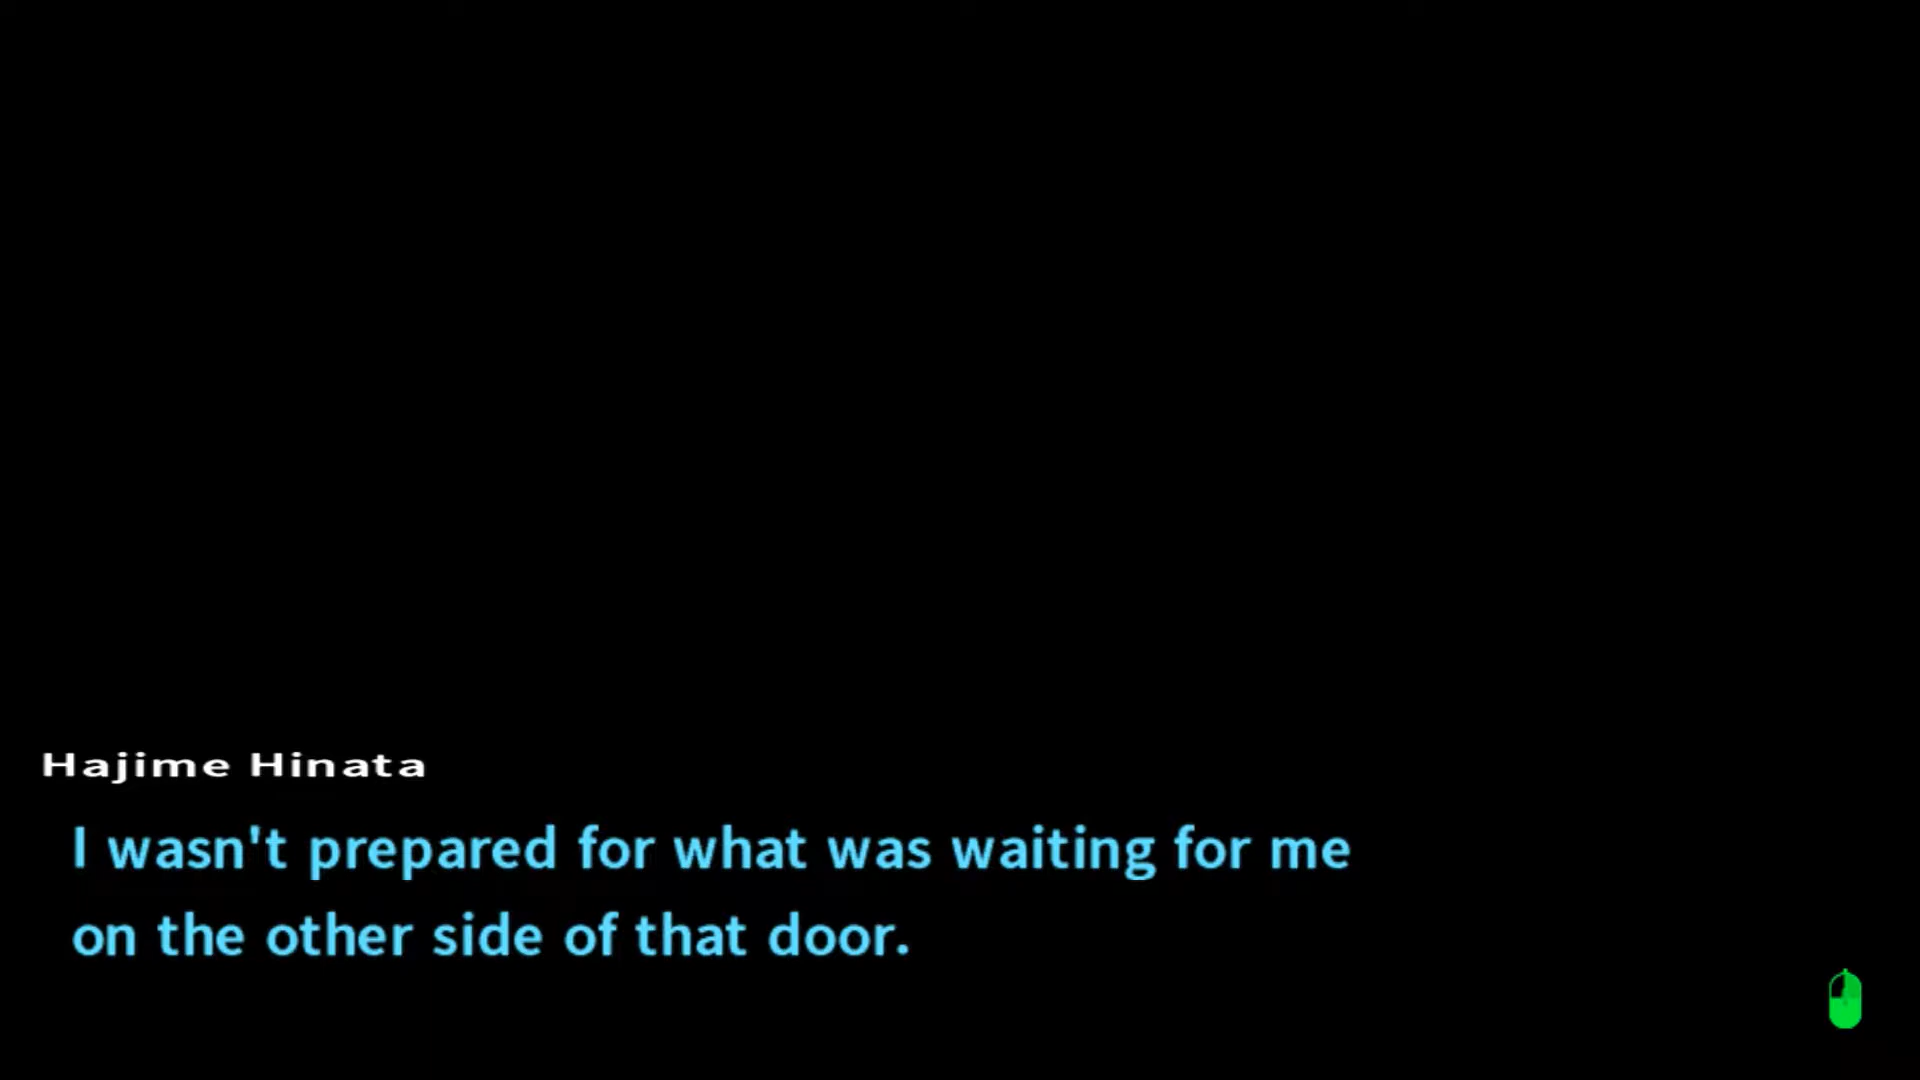 Hajime Hinata
I wasn't prepared for what was waiting for me
on the other side of that door.